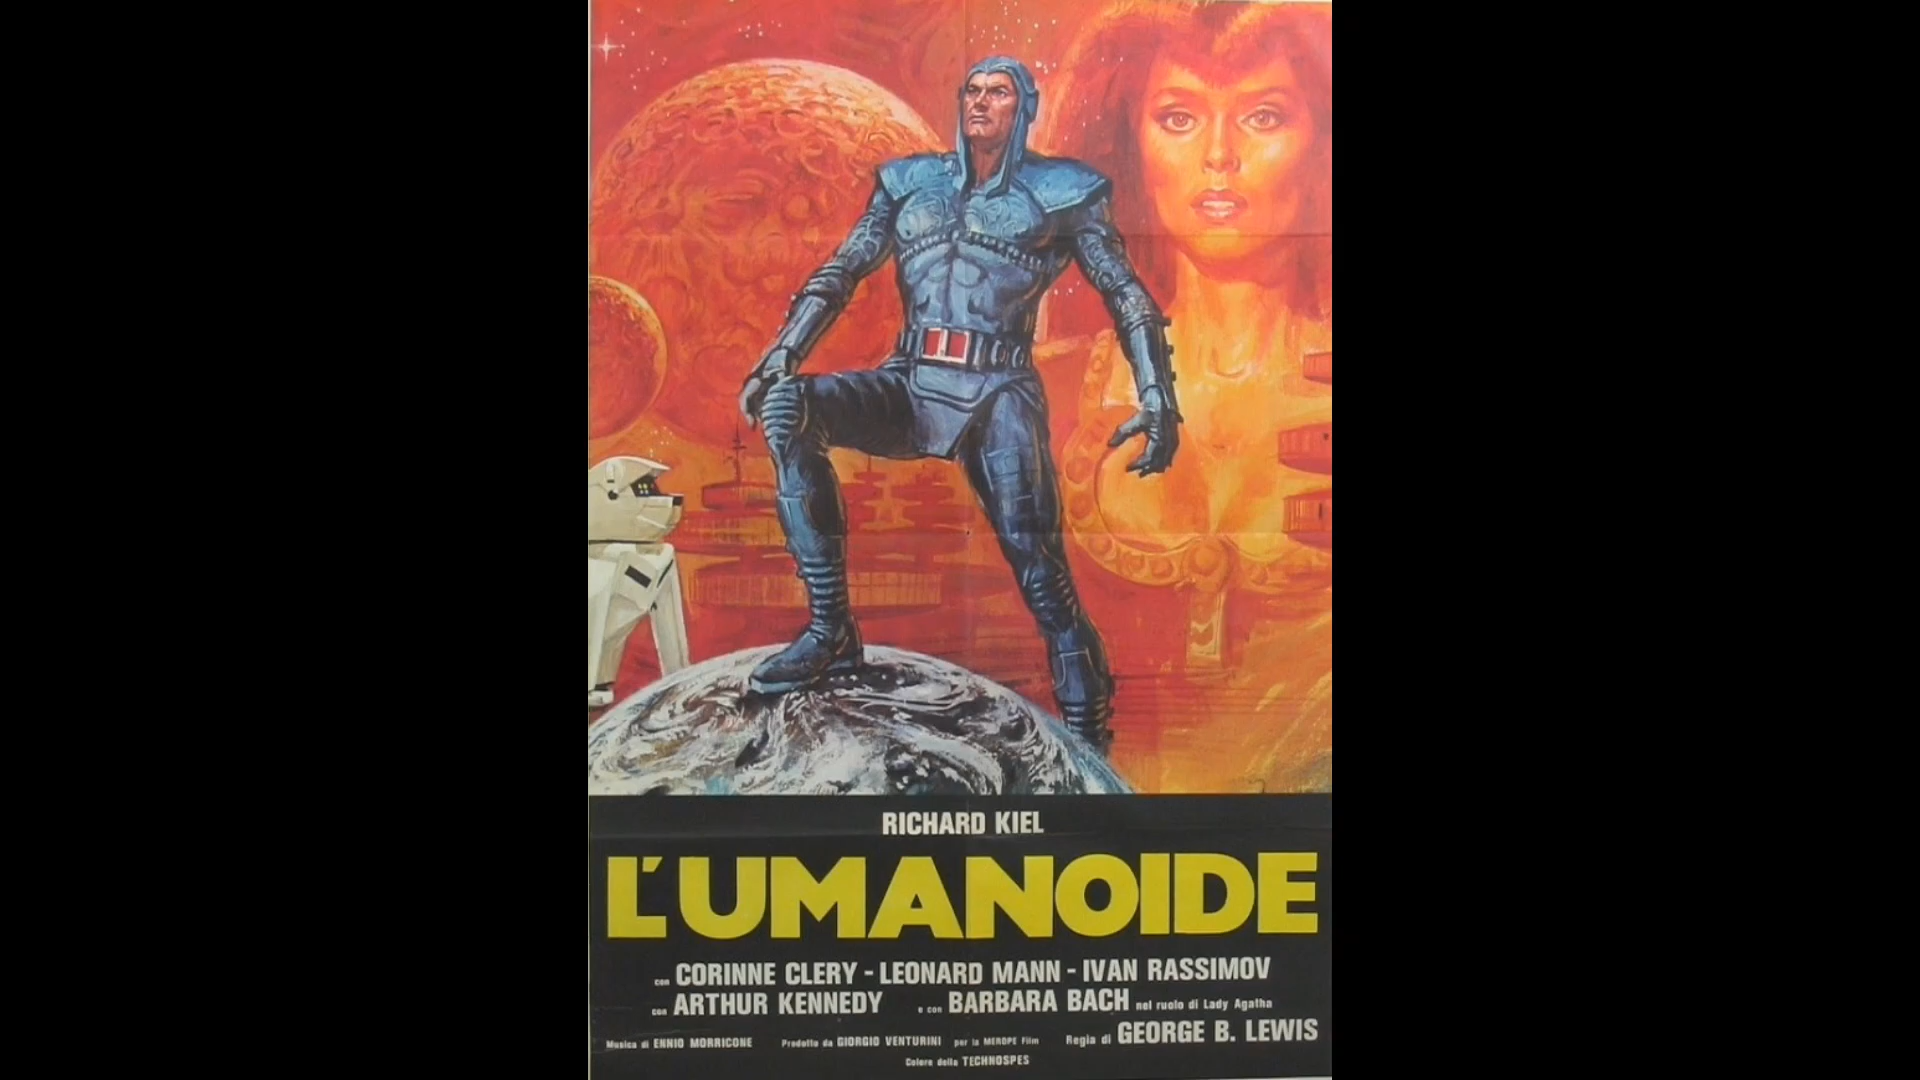 RICHARD KIEL
L'UMANOIDE
con CORINNE CLERY - LEONARD MANN - IVAN RASSIMOV
con ARTHUR KENNEDY e con BARBARA BACH nel ruolo di Lady Agatha
Musica di ENNIO MORRICONE Prodotto da GIORGIO VENTURINI per la MEROPE Film Regia di GEORGE B. LEWIS
Colore della TECHNOSPES